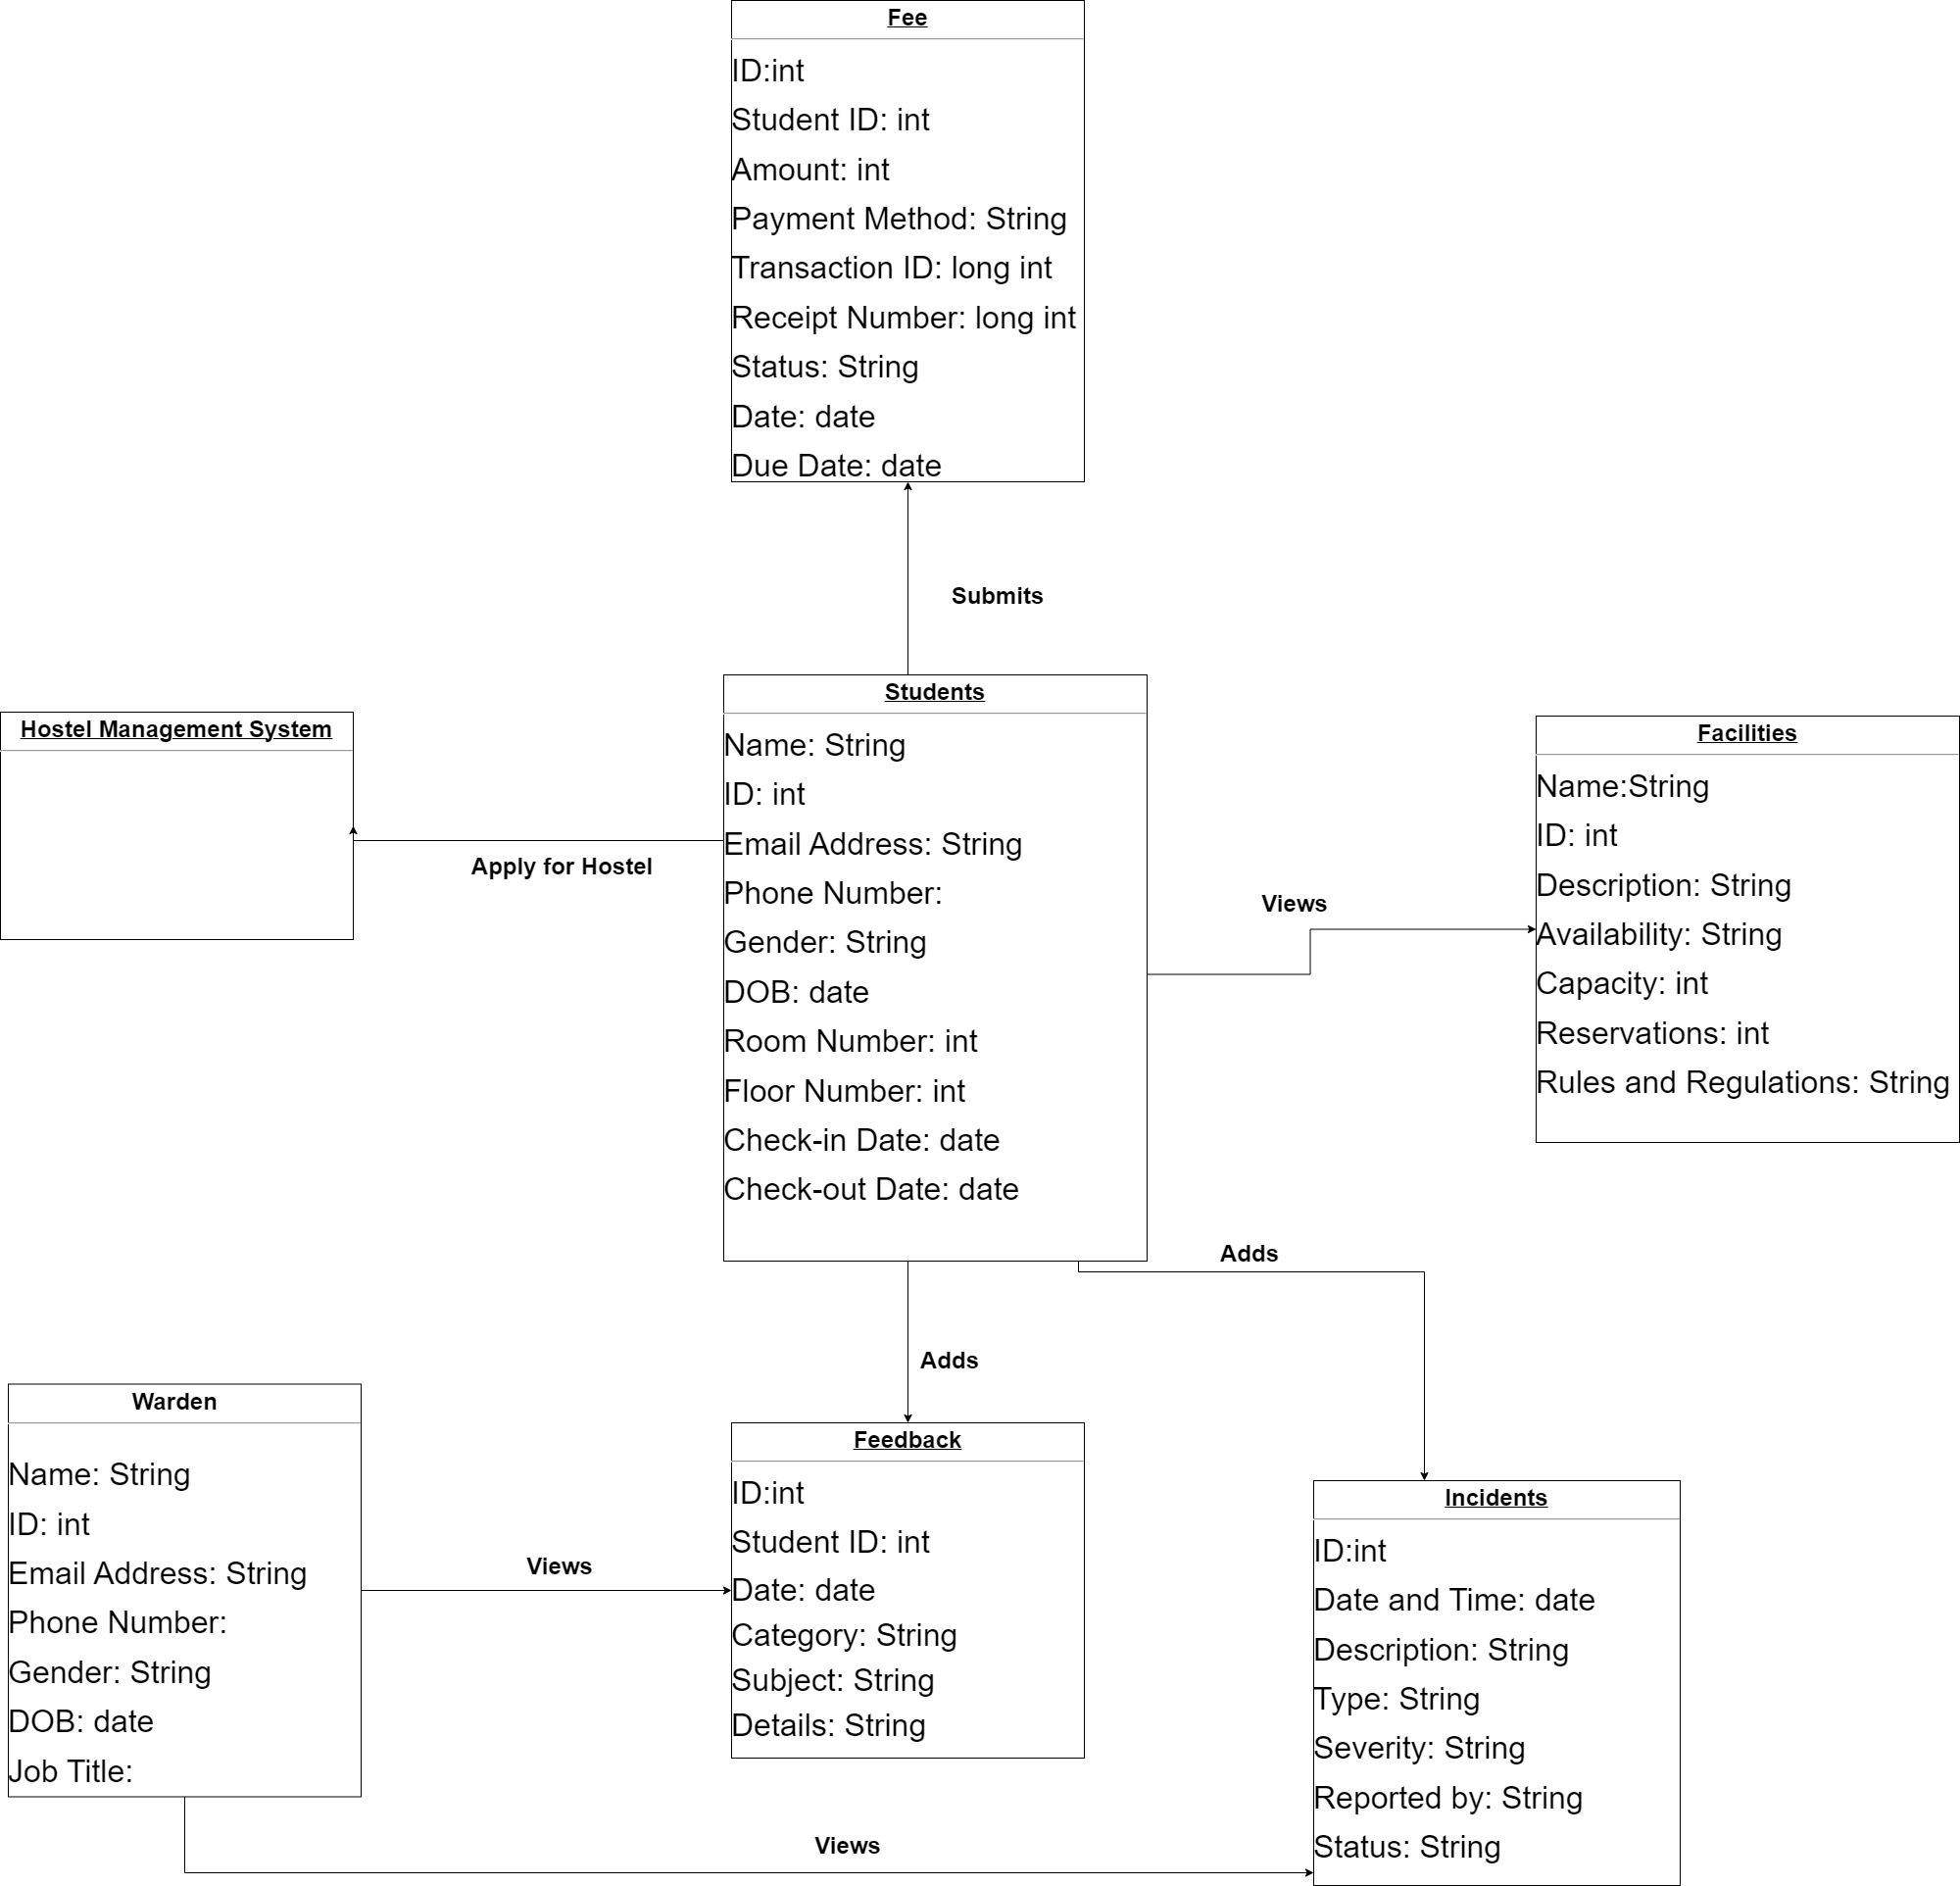 Fee
ID:int
Student ID: int
Amount: int
Payment Method: String
Transaction ID: long int
Receipt Number: long int
Status: String
Date: date
Due Date: date
Submits
Students
Name: String
ID: int
Email Address: String
Phone Number:
Gender: String
DOB: date
Room Number: int
Floor Number: int
Check-in Date: date
Check-out Date: date
Hostel Management System
Apply for Hostel
Views
Facilities
Name:String
ID: int
Description: String
Availability: String
Capacity: int
Reservations: int
Rules and Regulations: String
Adds
Adds
Warden
Name: String
ID: int
Email Address: String
Phone Number:
Gender: String
DOB: date
Job Title:
Views
Feedback
ID:int
Student ID: int
Date: date
Category: String
Subject: String
Details: String
Incidents
ID:int
Date and Time: date
Description: String
Type: String
Severity: String
Reported by: String
Status: String
Views